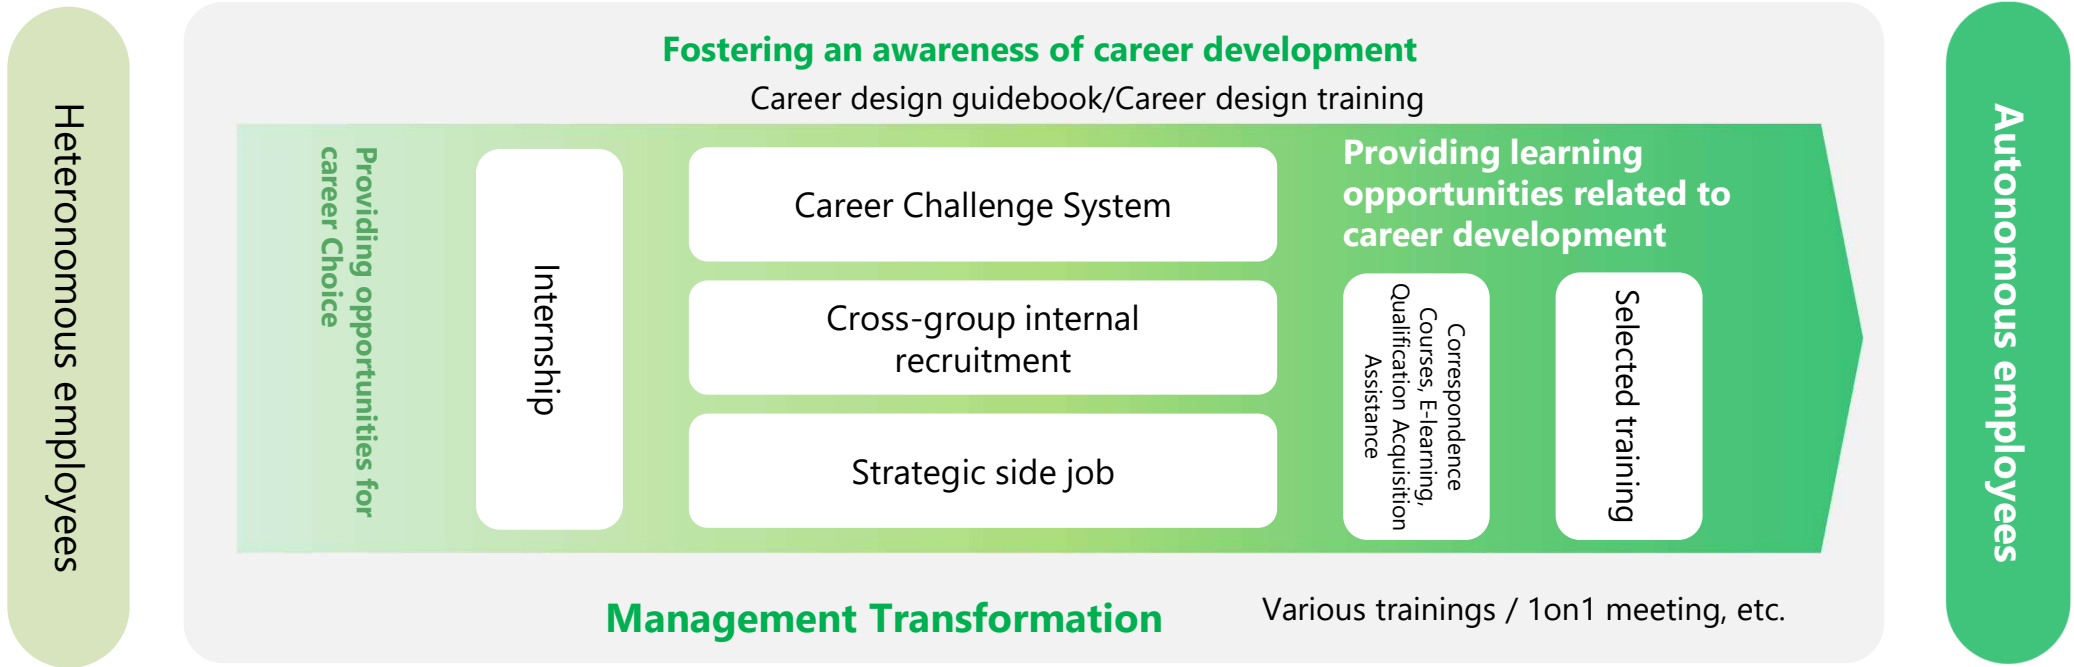 Heteronomous employees
Fostering an awareness of career development
Career design guidebook/Career design training
Providing opportunities for
career Choice
Internship
Career Challenge System
Cross-group internal
recruitment
Strategic side job
Providing learning
opportunities related to
career development
Correspondence
Courses, E-learning,
Qualification Acquisition
Assistance
Selected training
Management Transformation
Various trainings / 1on1 meeting, etc.
Autonomous employees